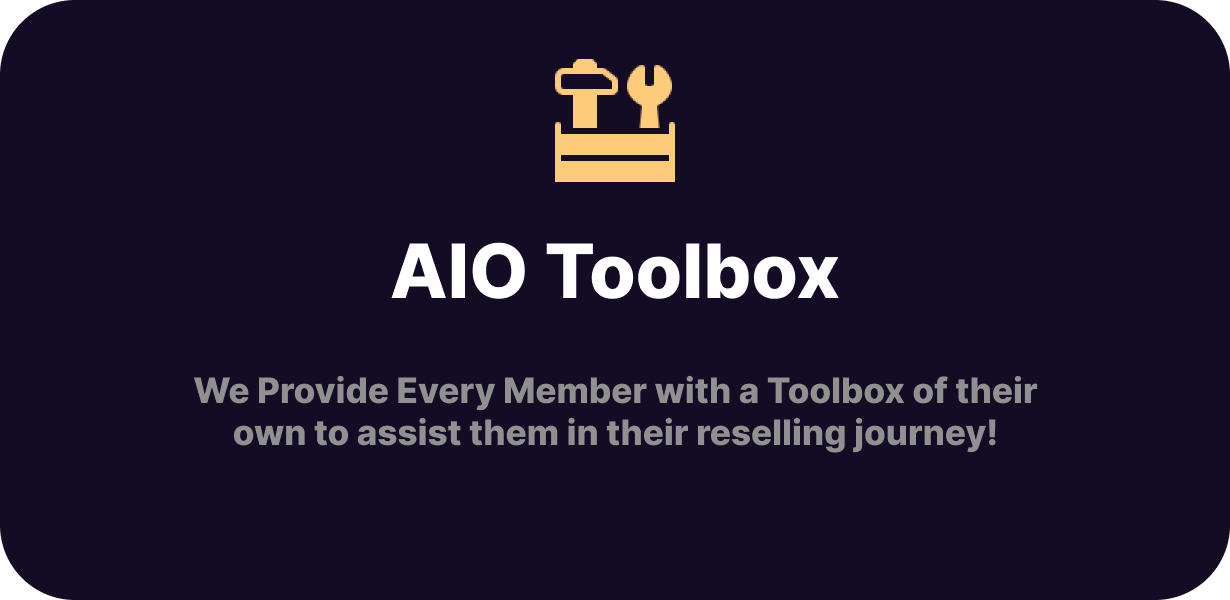 AIO Toolbox
We Provide Every Member with a Toolbox of their
own to assist them in their reselling journey!